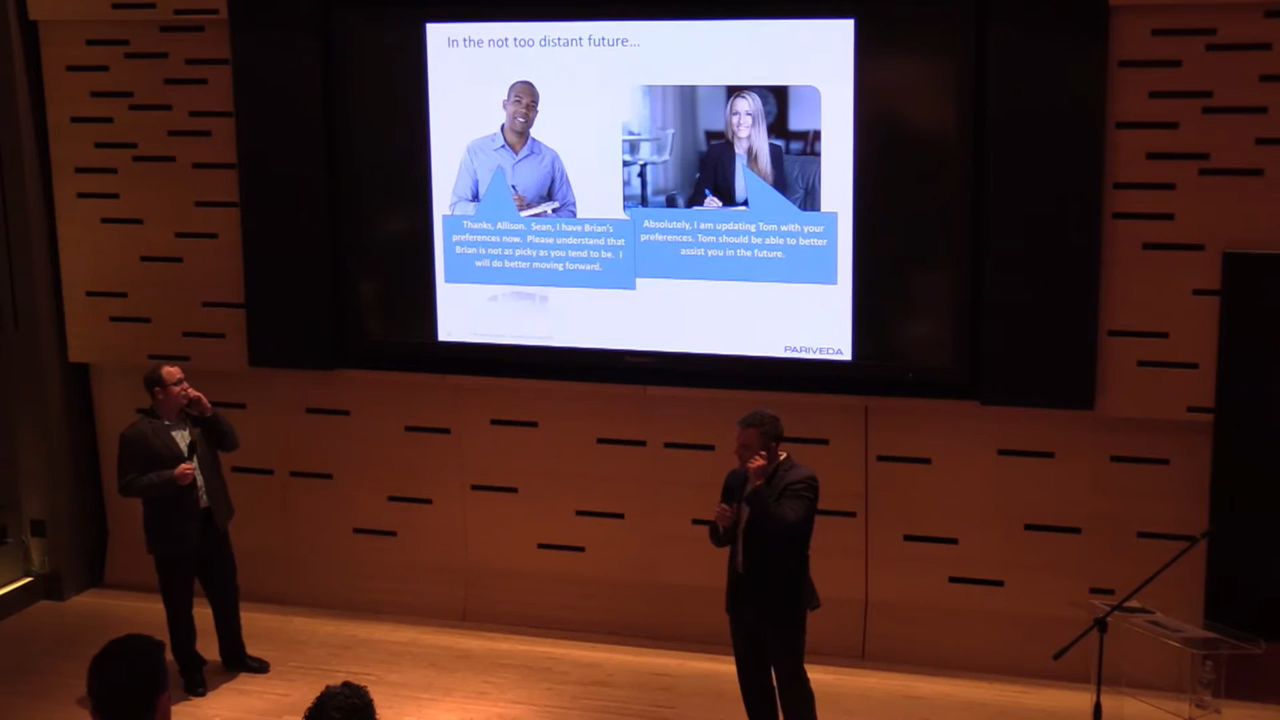 In the not too distant future...
Thanks, Allison.  Sean, I have Brian's
preferences now.  Please understand that
Brian is not as picky as you tend to be.  I
will do better moving forward.
Absolutely, I am updating Tom with your
preferences. Tom should be able to better
assist you in the future.
PARIVEDA